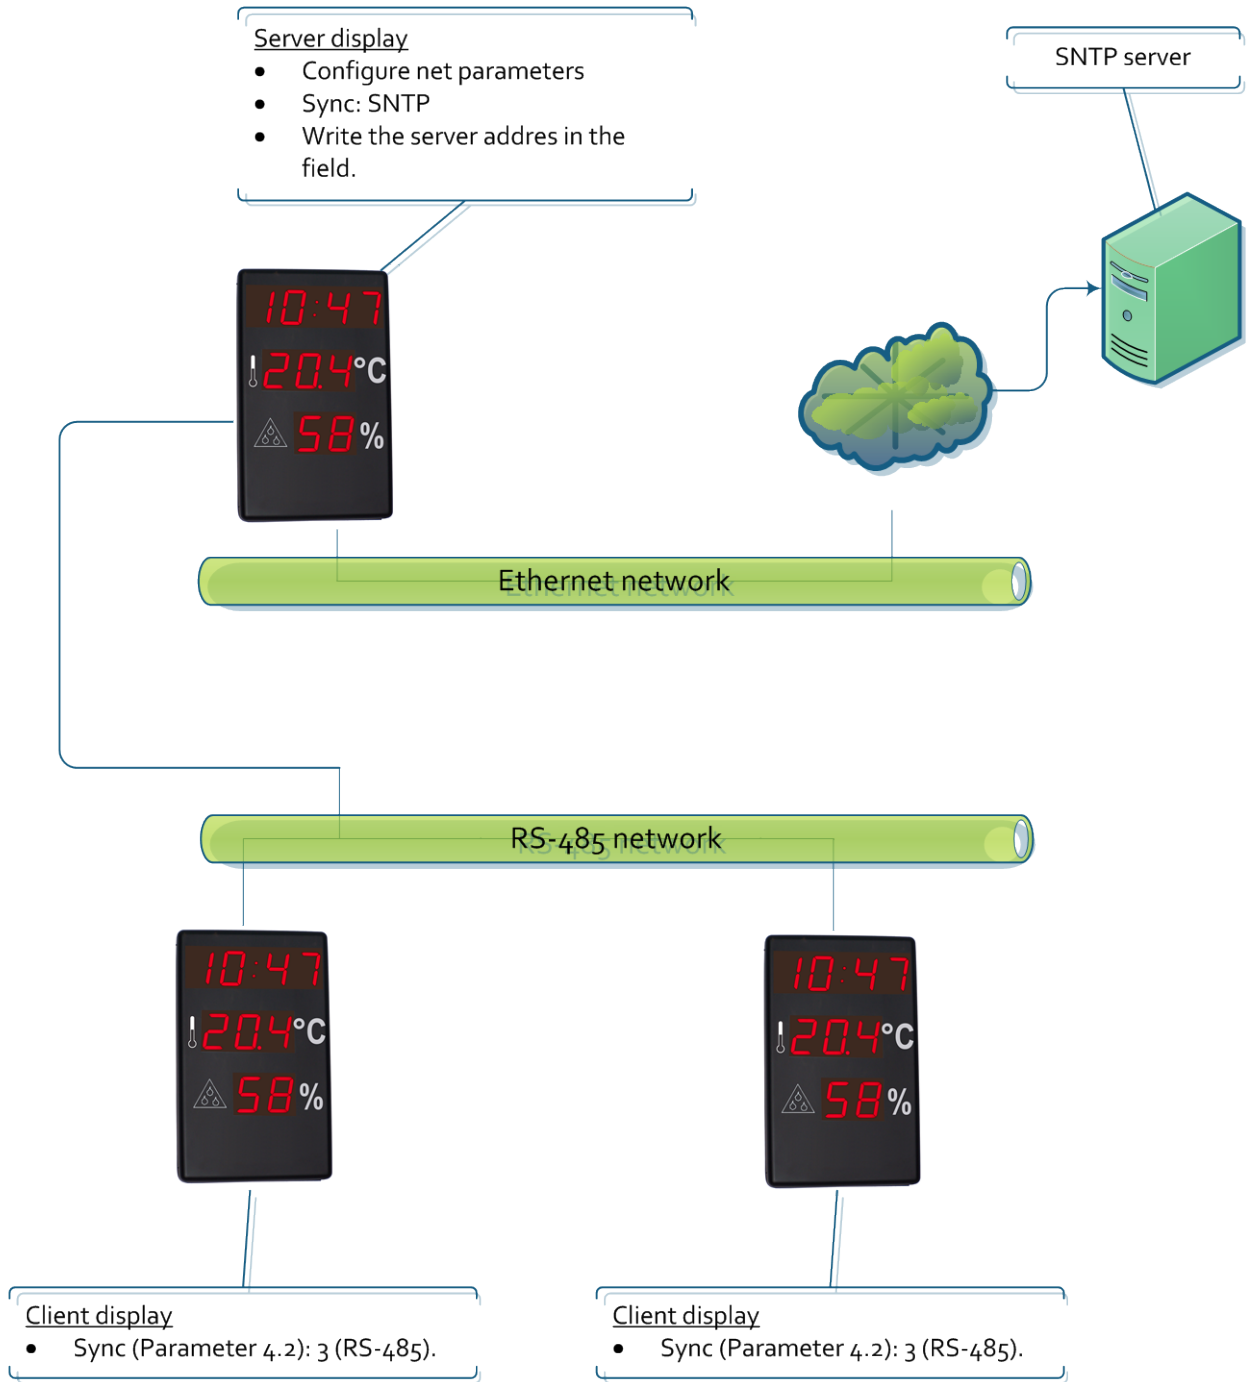 Server display
• Configure net parameters
• Sync: SNTP
• Write the server addres in the
field.
SNTP server
10:47
20.4°C
58%
Ethernet network
RS-485 network
10:47
20.4°C
58%
10:47
20.4°C
58%
Client display
• Sync (Parameter 4.2): 3 (RS-485).
Client display
• Sync (Parameter 4.2): 3 (RS-485).